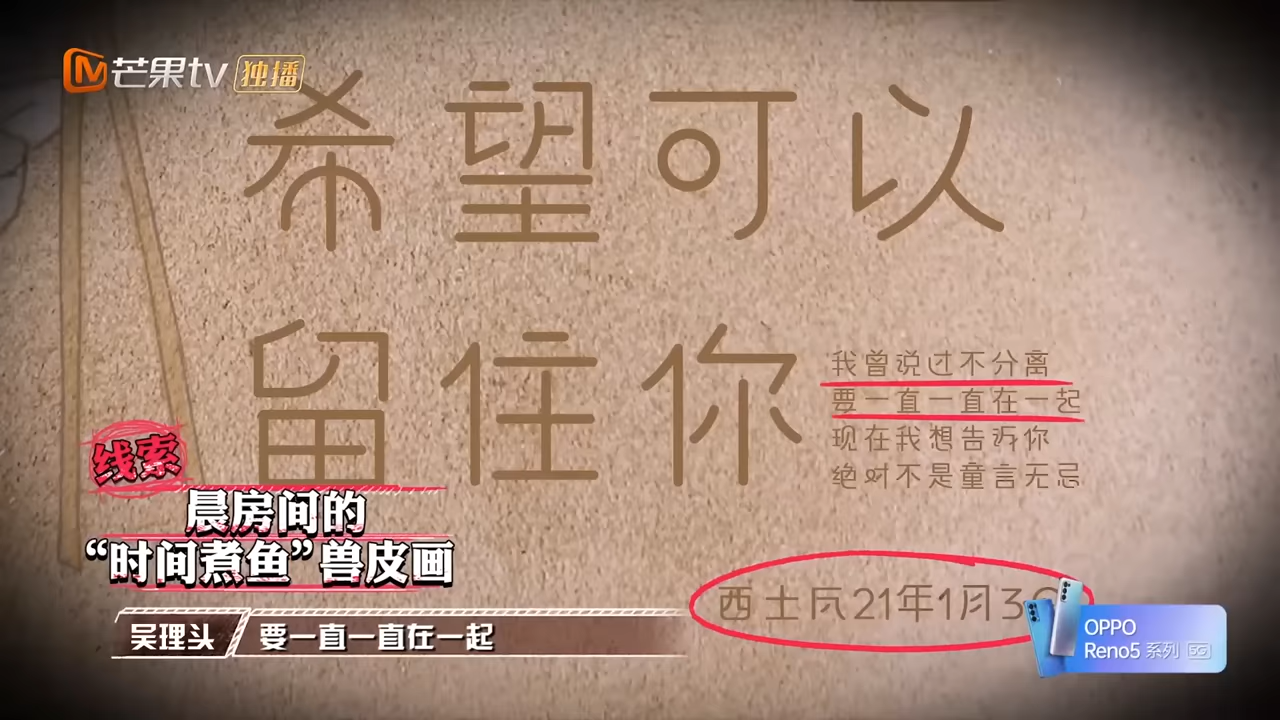 芒果tv 独播
希望可以
留住你
我曾说过不分离
要一直一直在一起
现在我想告诉你
绝对不是童言无忌
线索
晨房间的
“时间煮鱼”兽皮画
西土瓦21年1月3
OPPO
Reno5 系列 5G
吴理头 要一直一直在一起